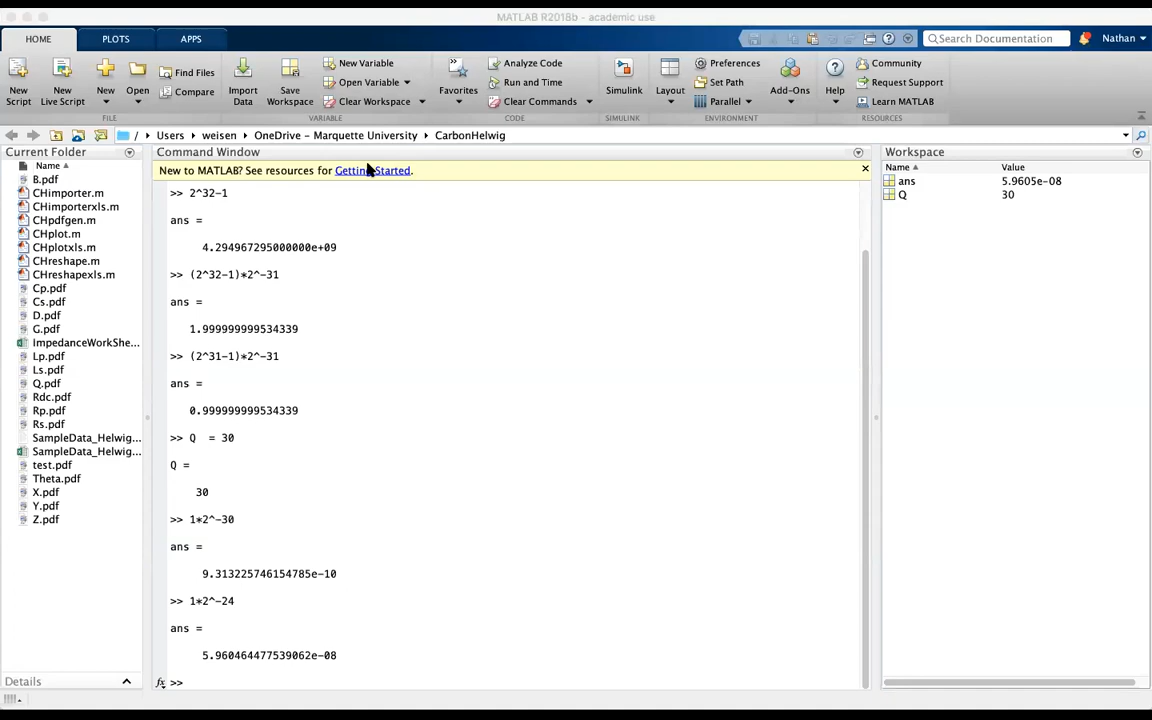 MATLAB R2018b - academic use
HOME PLOTS APPS
Search Documentation
Nathan
New Script
New Live Script
New
Open
Find Files
Compare
Import Data
Save Workspace
New Variable
Open Variable
Clear Workspace
Favorites
Analyze Code
Run and Time
Clear Commands
Simulink
Layout
Preferences
Set Path
Parallel
Add-Ons
Help
Community
Request Support
Learn MATLAB
FILE VARIABLE CODE SIMULINK ENVIRONMENT RESOURCES
/ Users weisen OneDrive - Marquette University CarbonHelwig
Current Folder
Name
B.pdf
CHimporter.m
CHimporterxls.m
CHpdfgen.m
CHplot.m
CHplotxls.m
CHreshape.m
CHreshapexls.m
Cp.pdf
Cs.pdf
D.pdf
G.pdf
ImpedanceWorkShe...
Lp.pdf
Ls.pdf
Q.pdf
Rdc.pdf
Rp.pdf
Rs.pdf
SampleData_Helwig...
SampleData_Helwig...
test.pdf
Theta.pdf
X.pdf
Y.pdf
Z.pdf
Details
Command Window
New to MATLAB? See resources for Getting Started.
>> 2^32-1
ans =
4.294967295000000e+09
>> (2^32-1)*2^-31
ans =
1.999999999534339
>> (2^31-1)*2^-31
ans =
0.999999999534339
>> Q  = 30
Q =
30
>> 1*2^-30
ans =
9.313225746154785e-10
>> 1*2^-24
ans =
5.960464477539062e-08
fx >>
Workspace
Name Value
ans 5.9605e-08
Q 30